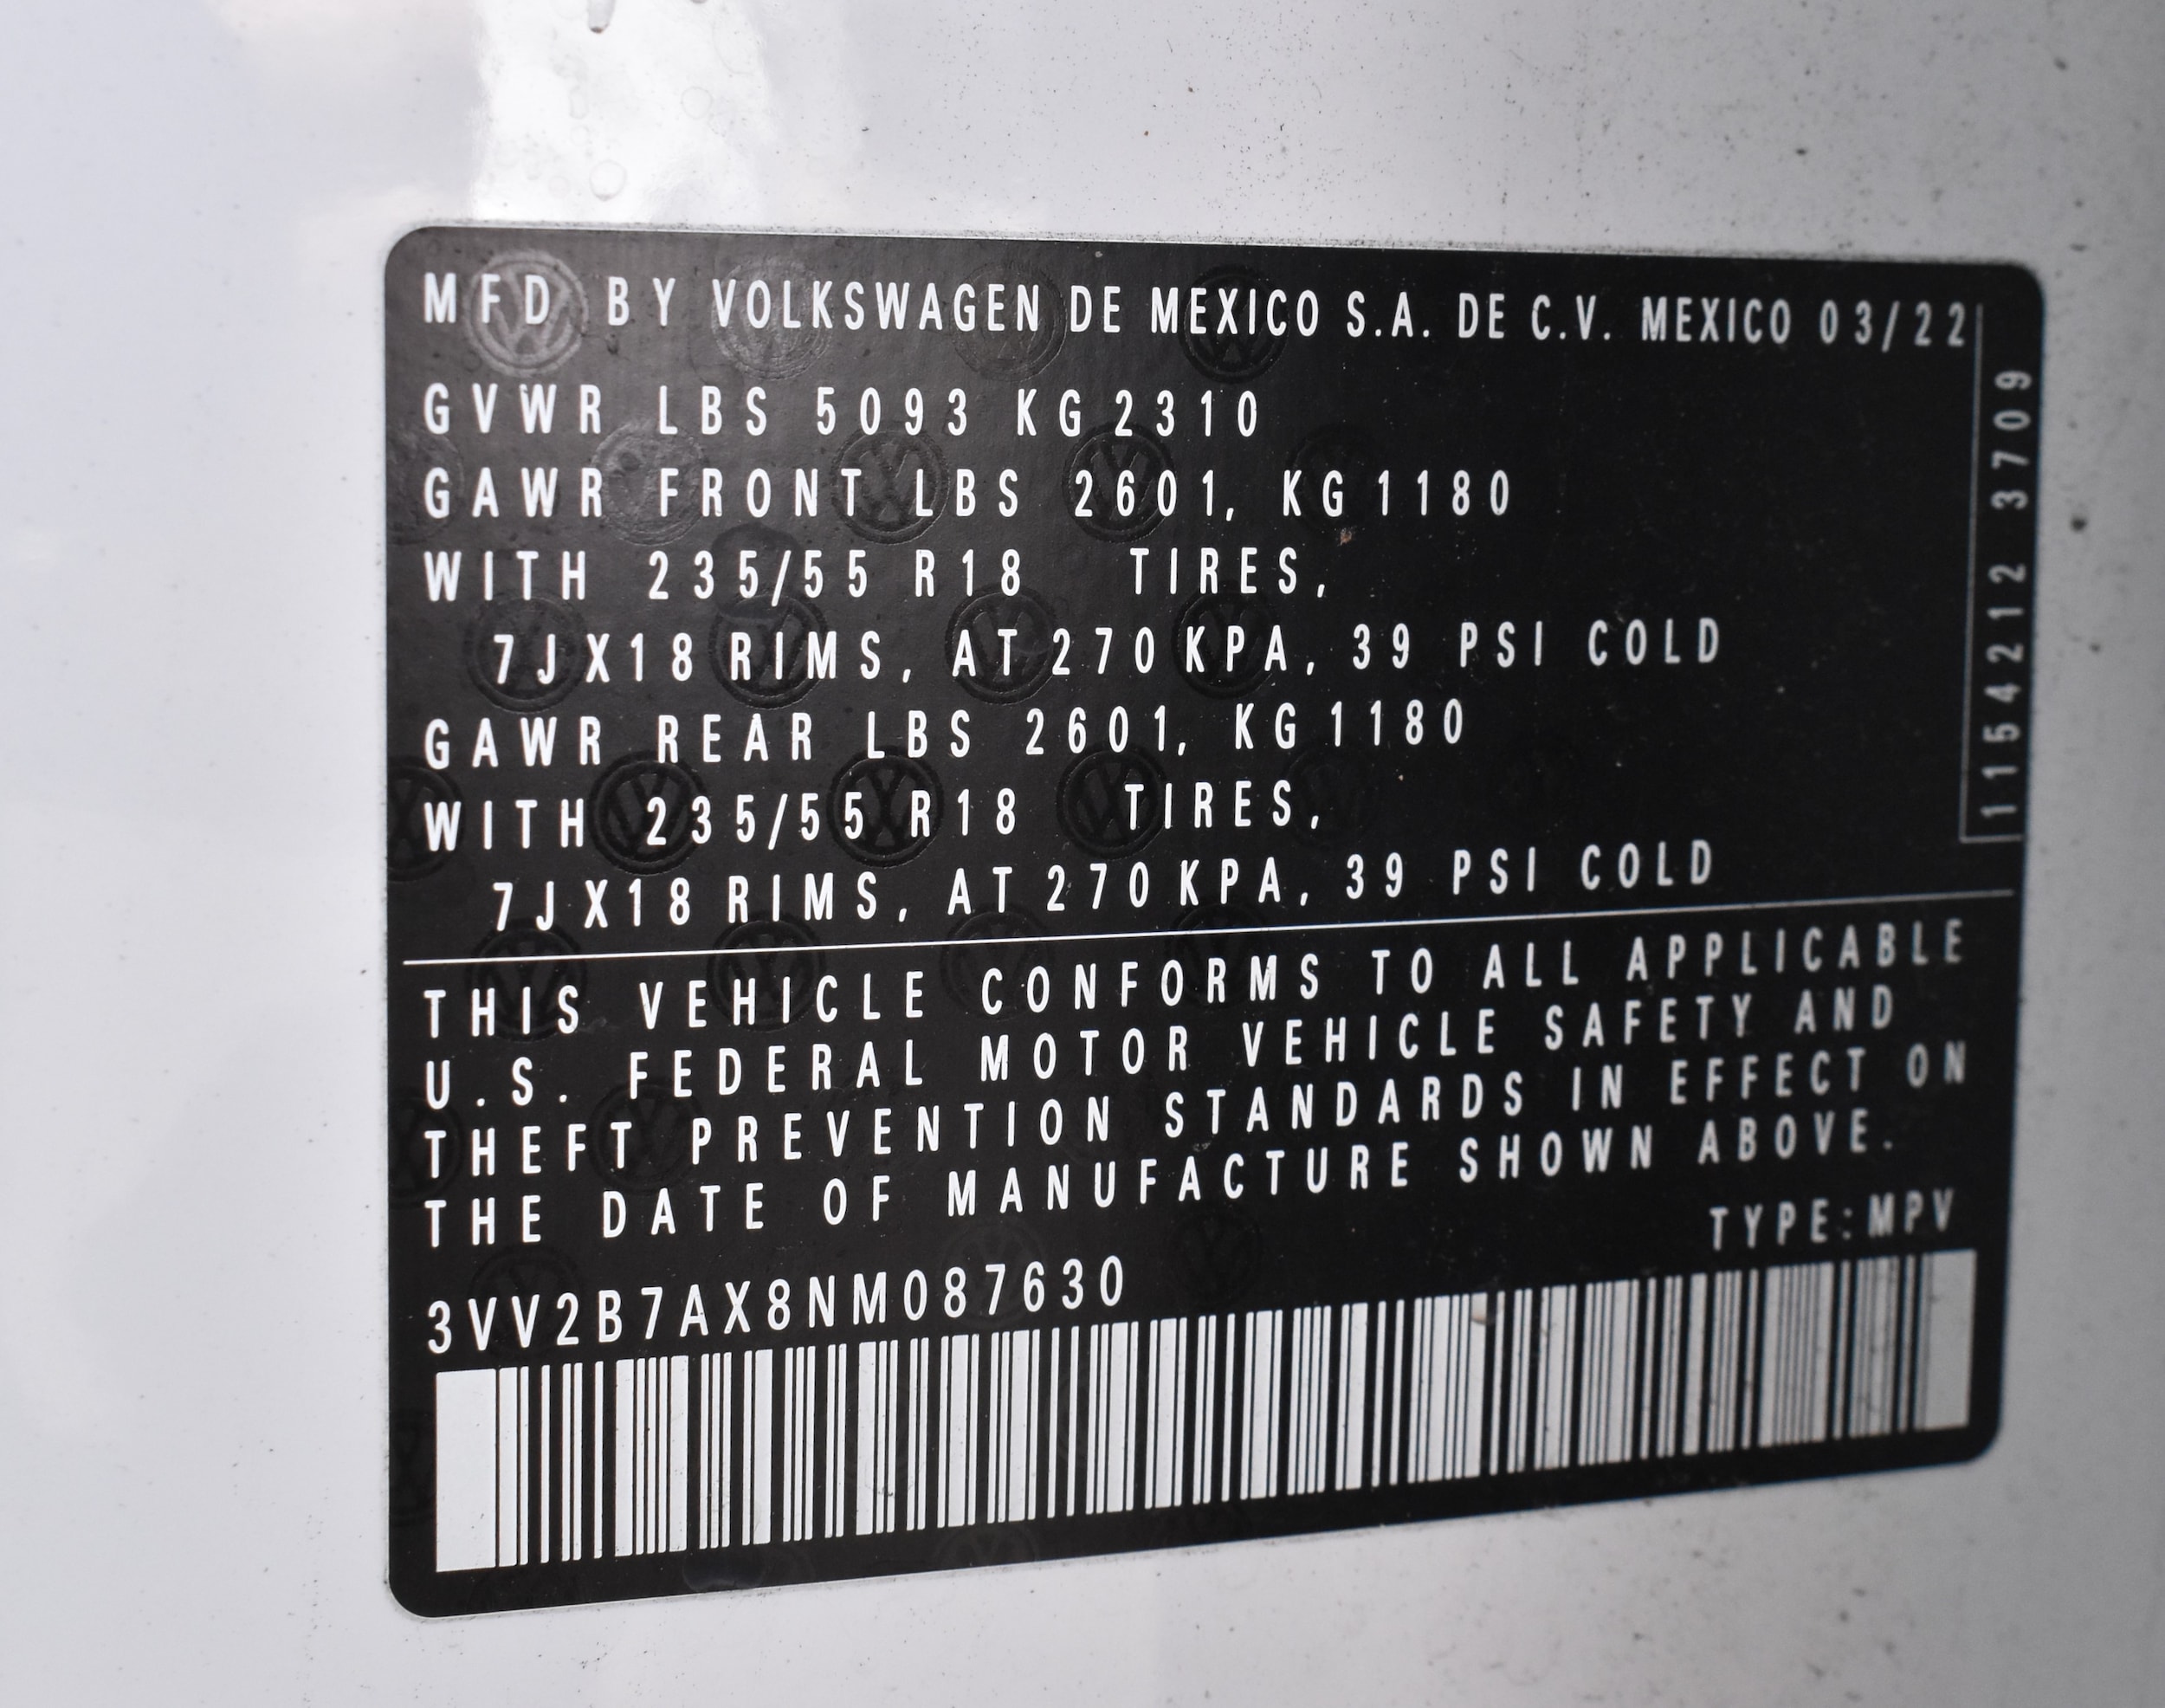 MFD BY VOLKSWAGEN DE MEXICO S.A. DE C.V. MEXICO 03/22
GVWR LBS 5093 KG 2310
GAWR FRONT LBS 2601, KG 1180
WITH 235/55 R18 TIRES,
7JX18 RIMS, AT 270 KPA, 39 PSI COLD
GAWR REAR LBS 2601, KG 1180
WITH 235/55 R18 TIRES,
7JX18 RIMS, AT 270 KPA, 39 PSI COLD
1154212 3709
THIS VEHICLE CONFORMS TO ALL APPLICABLE
U.S. FEDERAL MOTOR VEHICLE SAFETY AND
THEFT PREVENTION STANDARDS IN EFFECT ON
THE DATE OF MANUFACTURE SHOWN ABOVE.
TYPE:MPV
3VV2B7AX8NM087630